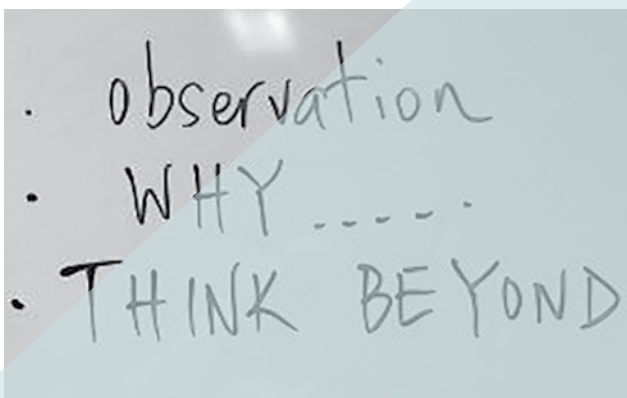 · observation
· WHY .....
· THINK BEYOND